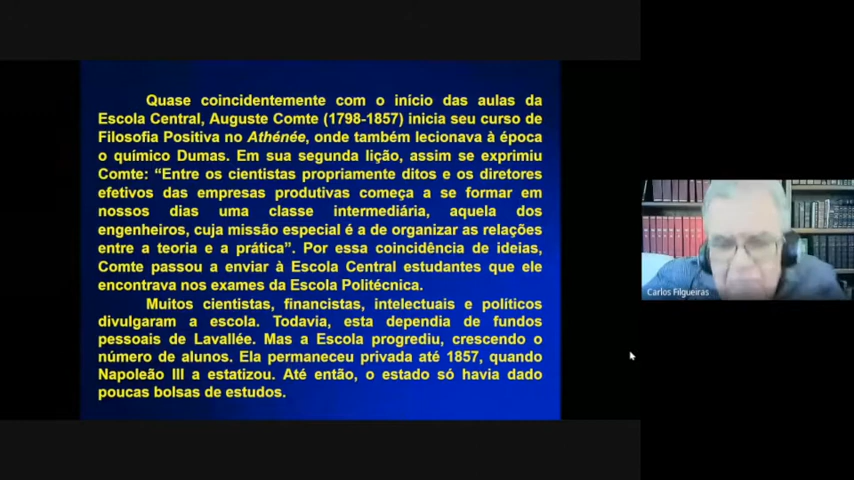 Quase coincidentemente com o início das aulas da
Escola Central, Auguste Comte (1798-1857) inicia seu curso de
Filosofia Positiva no Athénée, onde também lecionava à época
o químico Dumas. Em sua segunda lição, assim se exprimiu
Comte: “Entre os cientistas propriamente ditos e os diretores
efetivos das empresas produtivas começa a se formar em
nossos dias uma classe intermediária, aquela dos
engenheiros, cuja missão especial é a de organizar as relações
entre a teoria e a prática”. Por essa coincidência de ideias,
Comte passou a enviar à Escola Central estudantes que ele
encontrava nos exames da Escola Politécnica.
Muitos cientistas, financistas, intelectuais e políticos
divulgaram a escola. Todavia, esta dependia de fundos
pessoais de Lavallée. Mas a Escola progrediu, crescendo o
número de alunos. Ela permaneceu privada até 1857, quando
Napoleão III a estatizou. Até então, o estado só havia dado
poucas bolsas de estudos.
Carlos Filgueiras